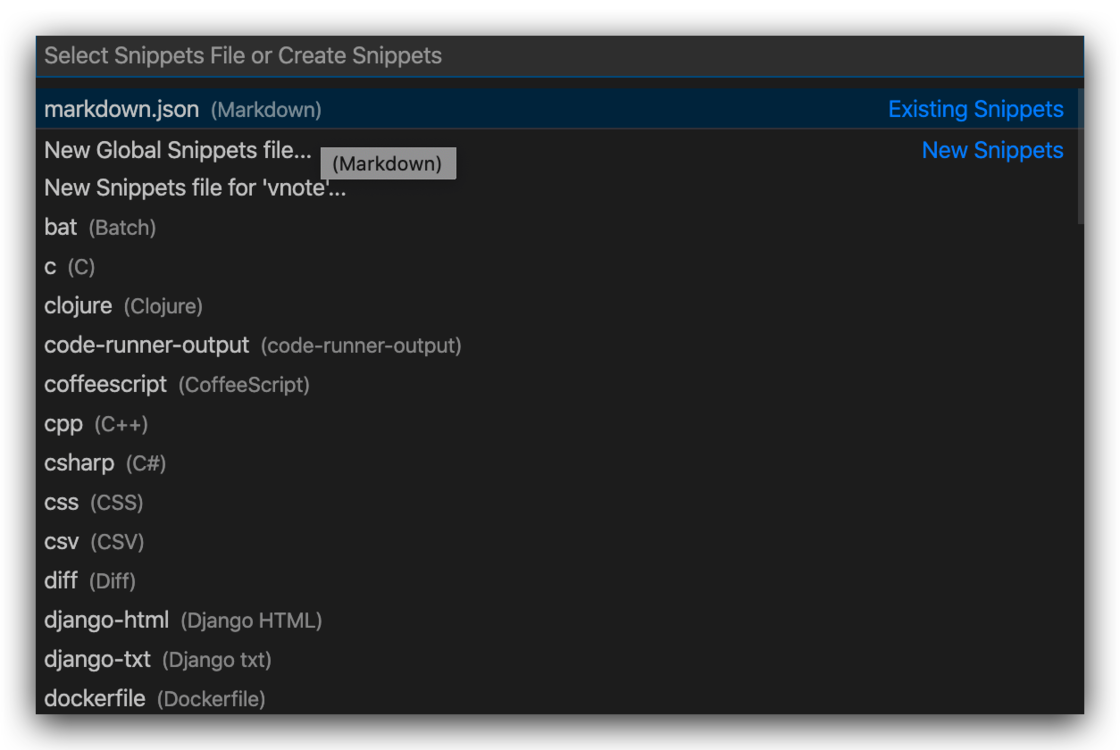 Select Snippets File or Create Snippets
markdown.json (Markdown) Existing Snippets
New Global Snippets file... New Snippets
(Markdown)
New Snippets file for 'vnote'...
bat (Batch)
c (C)
clojure (Clojure)
code-runner-output (code-runner-output)
coffeescript (CoffeeScript)
cpp (C++)
csharp (C#)
css (CSS)
csv (CSV)
diff (Diff)
django-html (Django HTML)
django-txt (Django txt)
dockerfile (Dockerfile)